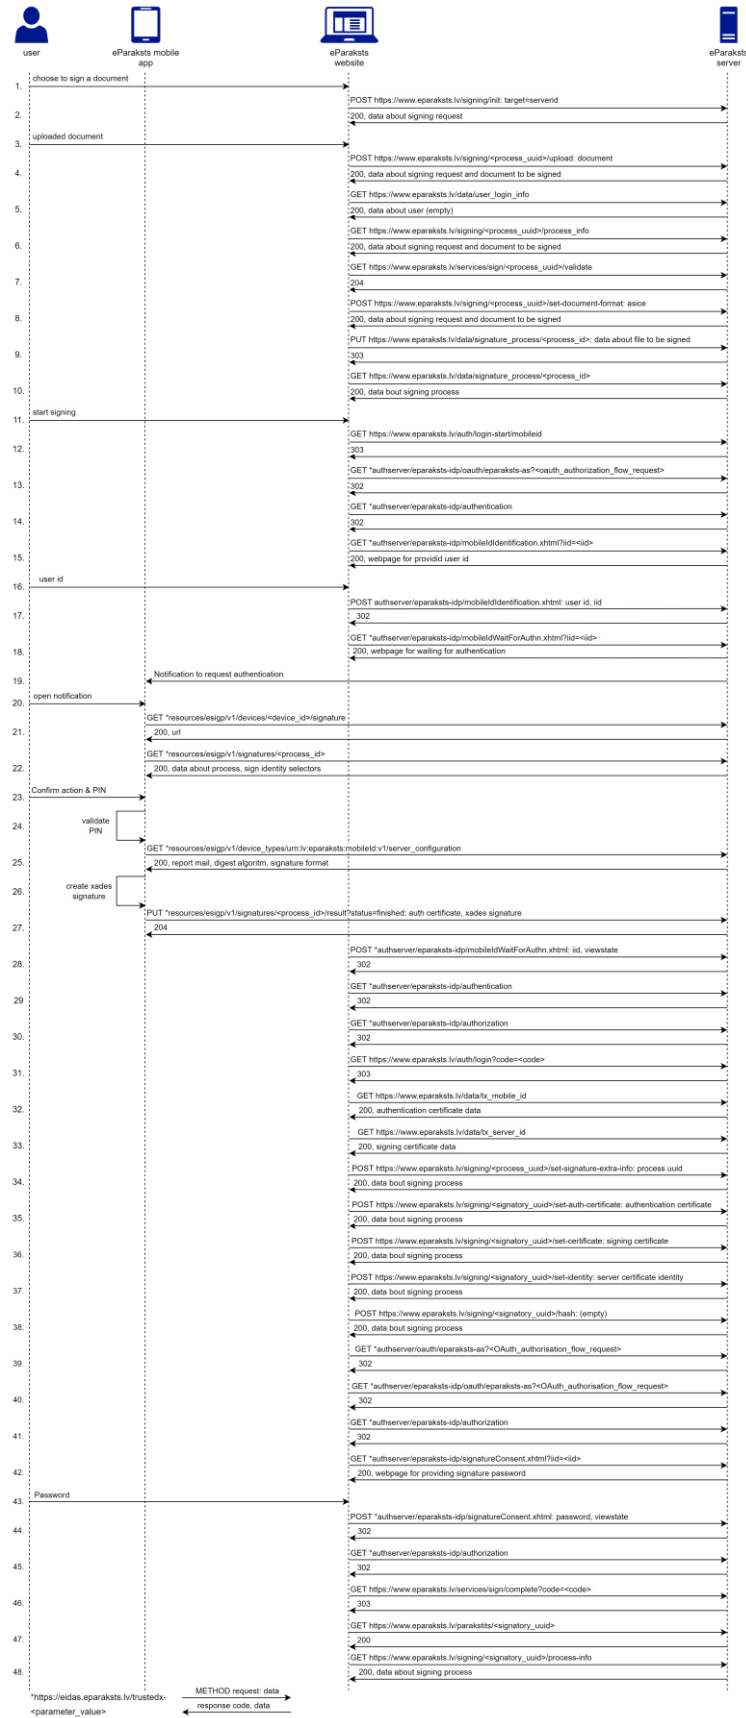 user
eParaksts mobile
app
eParaksts
website
eParaksts
server
choose to sign a document
1.
POST https://www.eparaksts.lv/signing/init: target=serverid
2.
200, data about signing request
uploaded document
3.
POST https://www.eparaksts.lv/signing/<process_uuid>/upload: document
4.
200, data about signing request and document to be signed
GET https://www.eparaksts.lv/data/user_login_info
5.
200, data about user (empty)
GET https://www.eparaksts.lv/signing/<process_uuid>/process_info
6.
200, data about signing request and document to be signed
GET https://www.eparaksts.lv/services/sign/<process_uuid>/validate
7.
204
POST https://www.eparaksts.lv/signing/<process_uuid>/set-document-format: asice
8.
200, data about signing request and document to be signed
PUT https://www.eparaksts.lv/data/signature_process/<process_id>: data about file to be signed
9.
303
GET https://www.eparaksts.lv/data/signature_process/<process_id>
10.
200, data bout signing process
start signing
11.
GET https://www.eparaksts.lv/auth/login-start/mobileid
12.
303
GET *authserver/eparaksts-idp/oauth/eparaksts-as?<oauth_authorization_flow_request>
13.
302
GET *authserver/eparaksts-idp/authentication
14.
302
GET *authserver/eparaksts-idp/mobileIdIdentification.xhtml?iid=<iid>
15.
200, webpage for providid user id
user id
16.
POST authserver/eparaksts-idp/mobileIdIdentification.xhtml: user id, iid
17.
302
GET *authserver/eparaksts-idp/mobileIdWaitForAuthn.xhtml?iid=<iid>
18.
200, webpage for waiting for authentication
Notification to request authentication
19.
open notification
20.
GET *resources/esigp/v1/devices/<device_id>/signature
21.
200, url
GET *resources/esigp/v1/signatures/<process_id>
22.
200, data about process, sign identity selectors
Confirm action & PIN
23.
validate
PIN
24.
GET *resources/esigp/v1/device_types/urn:lv:eparaksts:mobileId:v1/server_configuration
25.
200, report mail, digest algoritm, signature format
create xades
signature
26.
PUT *resources/esigp/v1/signatures/<process_id>/result?status=finished: auth certificate, xades signature
27.
204
POST *authserver/eparaksts-idp/mobileIdWaitForAuthn.xhtml: iid, viewstate
28.
302
GET *authserver/eparaksts-idp/authentication
29
302
GET *authserver/eparaksts-idp/authorization
30.
302
GET https://www.eparaksts.lv/auth/login?code=<code>
31.
303
GET https://www.eparaksts.lv/data/tx_mobile_id
32.
200, authentication certificate data
GET https://www.eparaksts.lv/data/tx_server_id
33.
200, signing certificate data
POST https://www.eparaksts.lv/signing/<process_uuid>/set-signature-extra-info: process uuid
34.
200, data bout signing process
POST https://www.eparaksts.lv/signing/<signatory_uuid>/set-auth-certificate: authentication certificate
35.
200, data bout signing process
POST https://www.eparaksts.lv/signing/<signatory_uuid>/set-certificate: signing certificate
36.
200, data bout signing process
POST https://www.eparaksts.lv/signing/<signatory_uuid>/set-identity: server certificate identity
37.
200, data bout signing process
POST https://www.eparaksts.lv/signing/<signatory_uuid>/hash: (empty)
38.
200, data bout signing process
GET *authserver/oauth/eparaksts-as?<OAuth_authorisation_flow_request>
39.
302
GET *authserver/eparaksts-idp/oauth/eparaksts-as?<OAuth_authorisation_flow_request>
40.
302
GET *authserver/eparaksts-idp/authorization
41.
302
GET *authserver/eparaksts-idp/signatureConsent.xhtml?iid=<iid>
42.
200, webpage for providing signature password
Password
43.
POST *authserver/eparaksts-idp/signatureConsent.xhtml: password, viewstate
44.
302
GET *authserver/eparaksts-idp/authorization
45.
302
GET https://www.eparaksts.lv/services/sign/complete?code=<code>
46.
303
GET https://www.eparaksts.lv/parakstits/<signatory_uuid>
47.
200
GET https://www.eparaksts.lv/signing/<signatory_uuid>/process-info
48.
200, data about signing process
*https://eidas.eparaksts.lv/trustedx-
<parameter_value>
METHOD request: data
response code, data